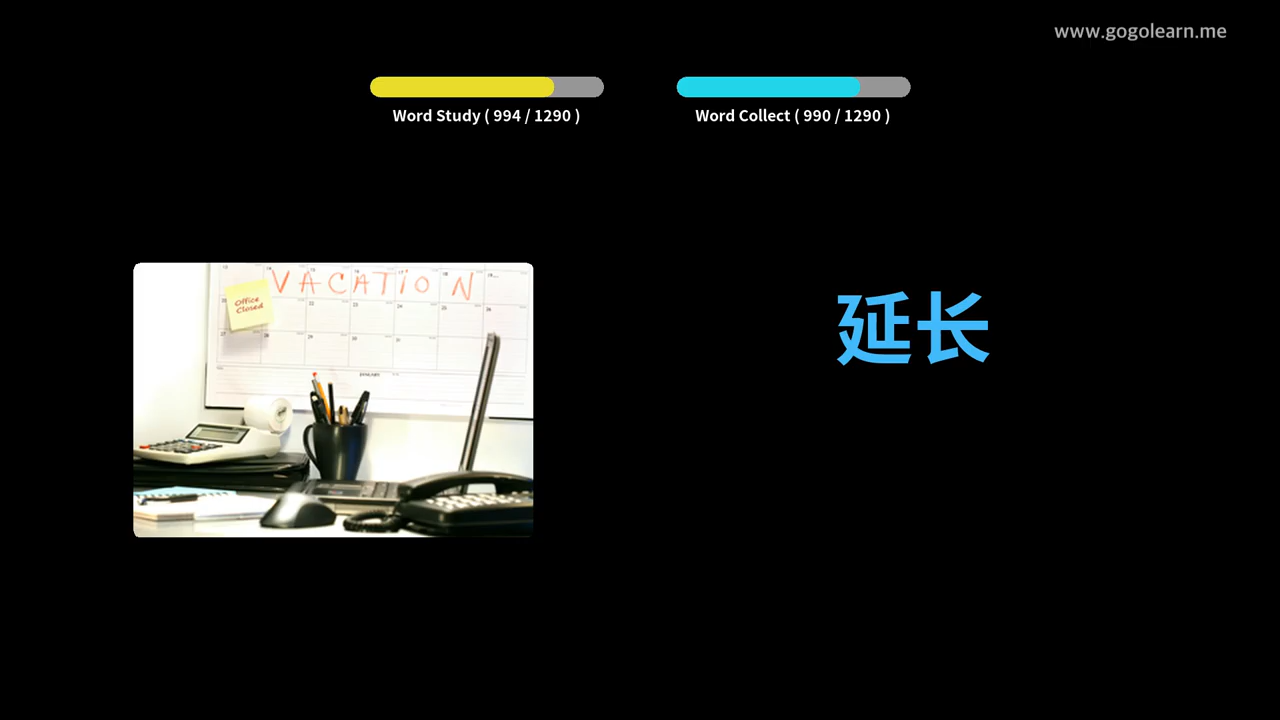 www.gogolearn.me
Word Study ( 994 / 1290 )
Word Collect ( 990 / 1290 )
VACATION
Office
Closed
延长